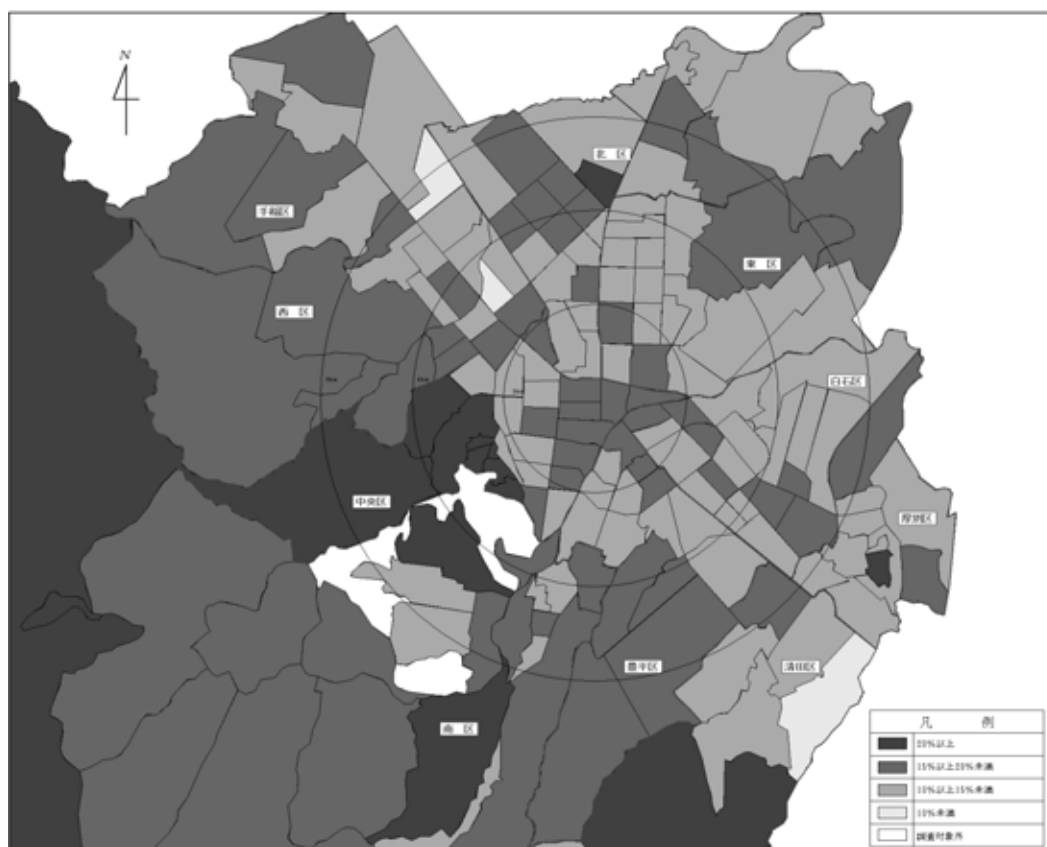 N
北区
手稲区
東 区
西 区
白石区
中央区
厚別区
豊平区
清田区
南 区
凡 例
20%以上
15%以上20%未満
10%以上15%未満
10%未満
調査対象外